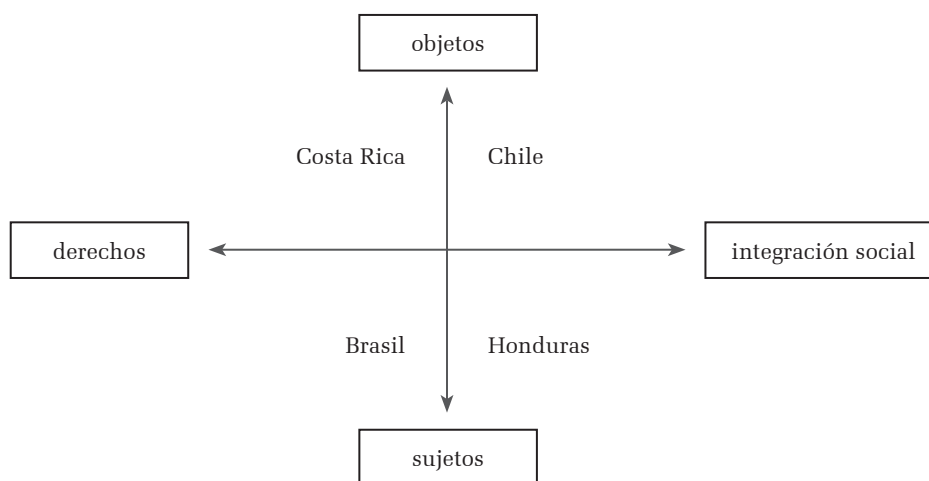 objetos
Costa Rica Chile
derechos integración social
Brasil Honduras
sujetos